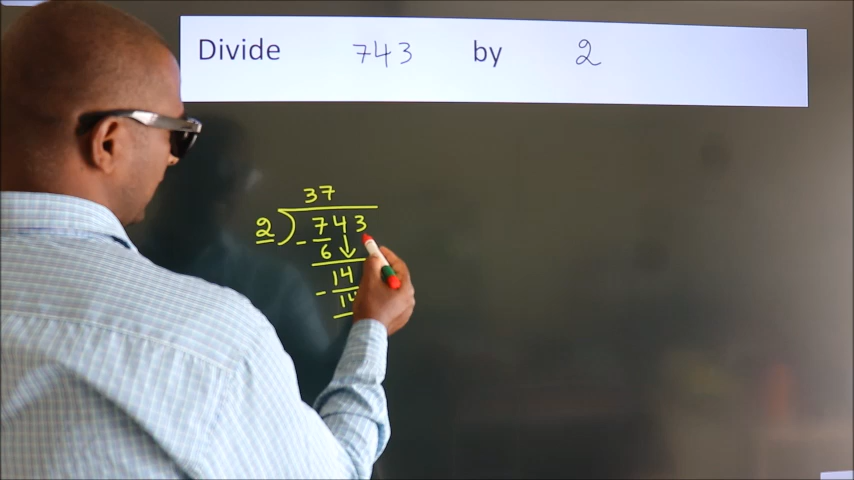 Divide 743 by 2
37
2 ) 743
- 6 ↓
14
- 14